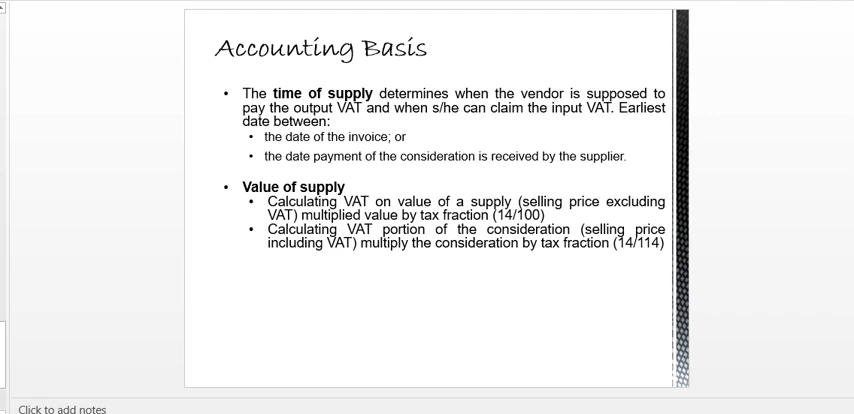 Accounting Basis
• The time of supply determines when the vendor is supposed to
pay the output VAT and when s/he can claim the input VAT. Earliest
date between:
• the date of the invoice; or
• the date payment of the consideration is received by the supplier.
• Value of supply
• Calculating VAT on value of a supply (selling price excluding
VAT) multiplied value by tax fraction (14/100)
• Calculating VAT portion of the consideration (selling price
including VAT) multiply the consideration by tax fraction (14/114)
Click to add notes